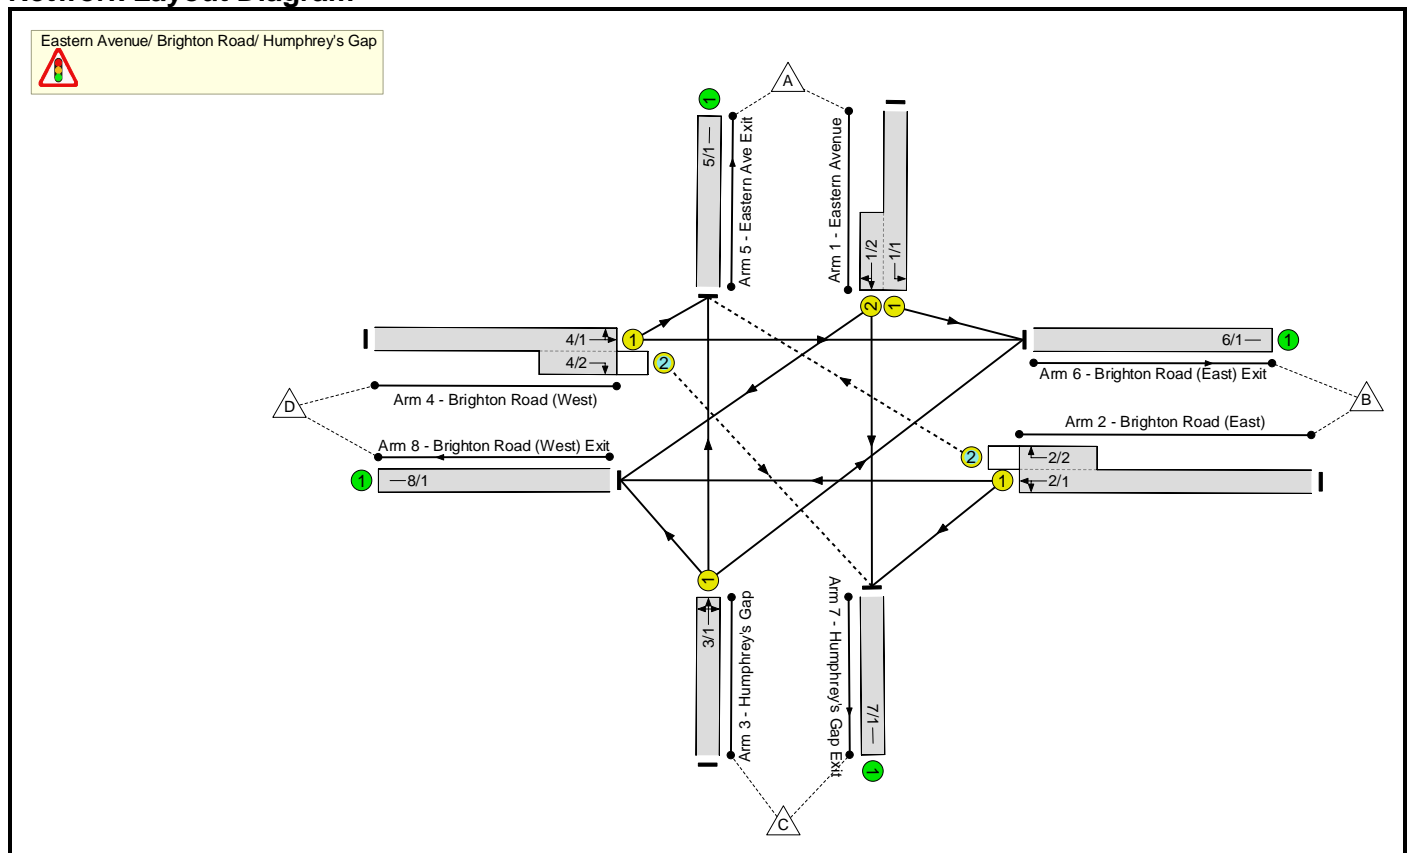 Network Layout Diagram
Eastern Avenue/ Brighton Road/ Humphrey's Gap
A
1
5/1
Arm 5 - Eastern Ave Exit
Arm 1 - Eastern Avenue
1/2
1/1
2
1
4/1
1
4/2
2
Arm 4 - Brighton Road (West)
D
6/1
1
Arm 6 - Brighton Road (East) Exit
B
Arm 2 - Brighton Road (East)
Arm 8 - Brighton Road (West) Exit
1
8/1
2
2/2
1
2/1
1
3/1
Arm 3 - Humphrey's Gap
Arm 7 - Humphrey's Gap Exit
7/1
1
C